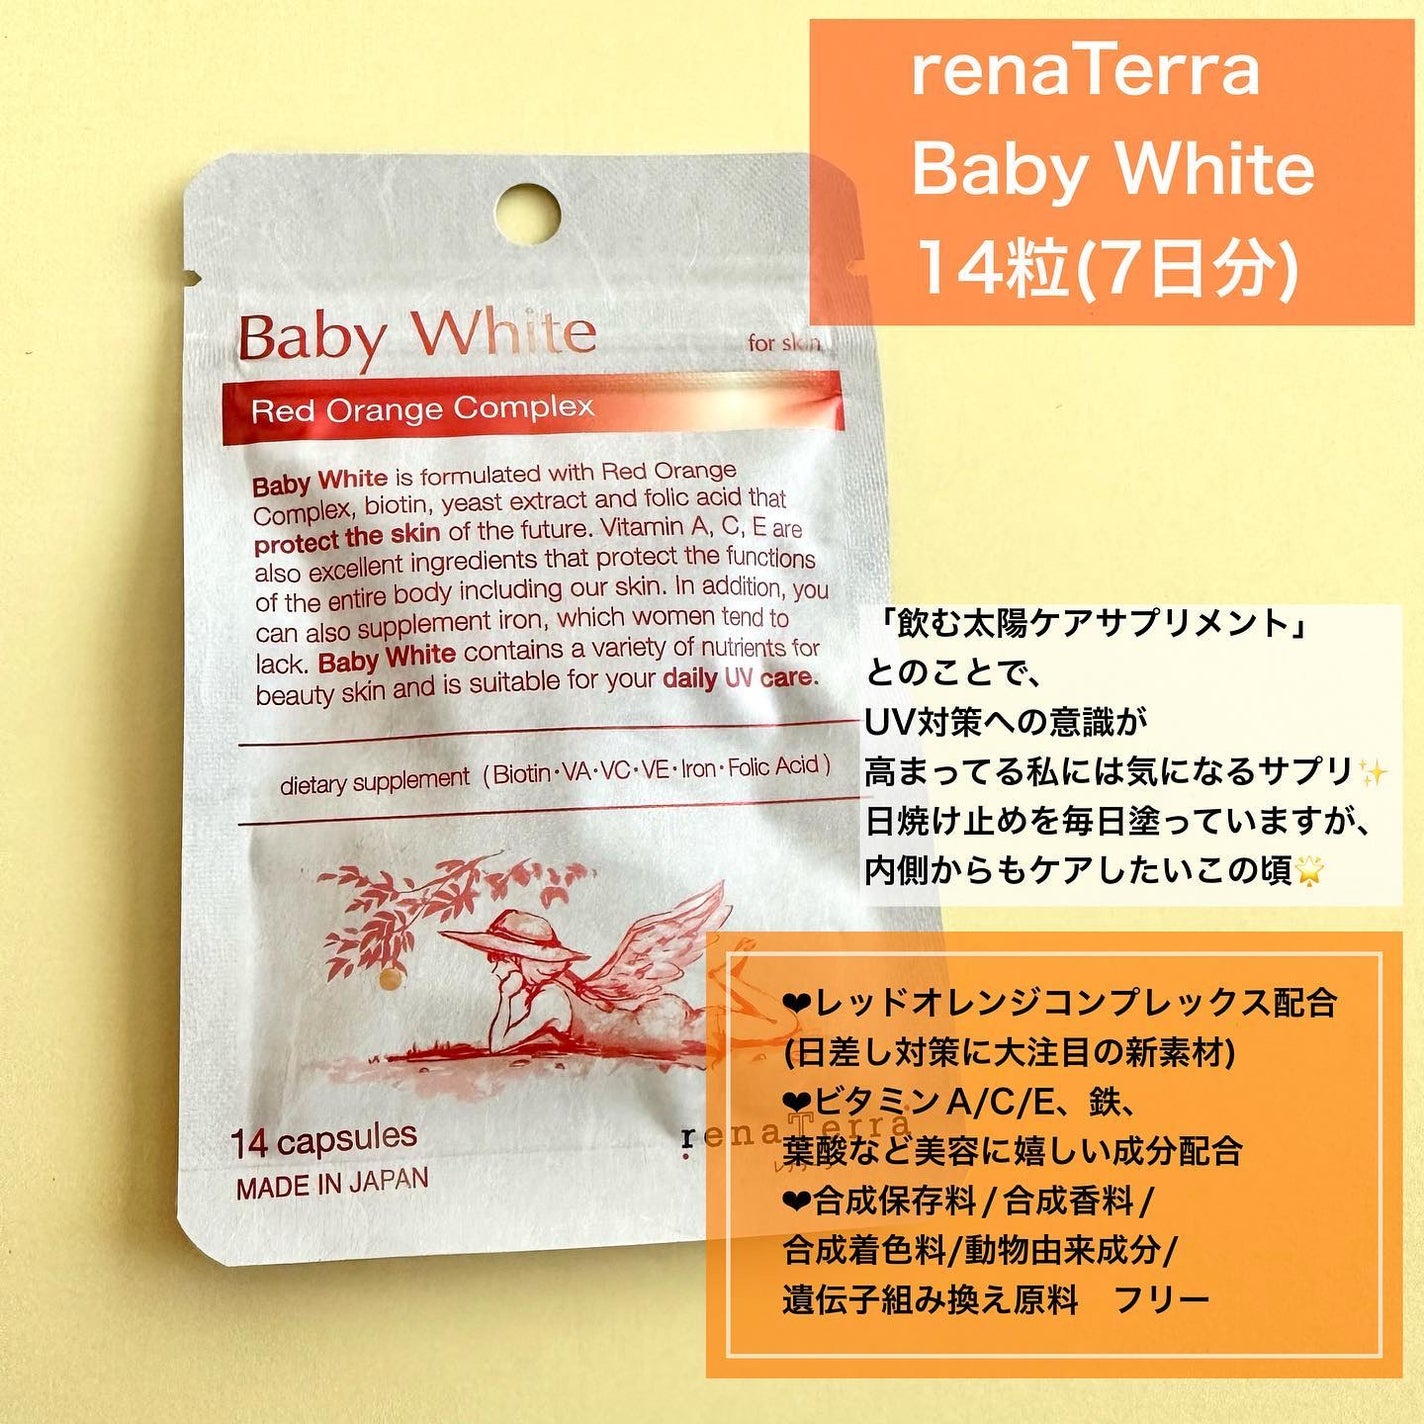 renaTerra
Baby White
14粒(7日分)
Baby White
for skin
Red Orange Complex
Baby White is formulated with Red Orange
Complex, biotin, yeast extract and folic acid that
protect the skin of the future. Vitamin A, C, E are
also excellent ingredients that protect the functions
of the entire body including our skin. In addition, you
can also supplement iron, which women tend to
lack. Baby White contains a variety of nutrients for
beauty skin and is suitable for your daily UV care.
dietary supplement (Biotin・VA・VC・VE・Iron・Folic Acid)
「飲む太陽ケアサプリメント」
とのことで、
UV対策への意識が
高まってる私には気になるサプリ✨
日焼け止めを毎日塗っていますが、
内側からもケアしたいこの頃🌟
14 capsules
MADE IN JAPAN
renaTerra
❤レッドオレンジコンプレックス配合
(日差し対策に大注目の新素材)
❤ビタミンA/C/E、鉄、
葉酸など美容に嬉しい成分配合
❤合成保存料/合成香料/
合成着色料/動物由来成分/
遺伝子組み換え原料　フリー